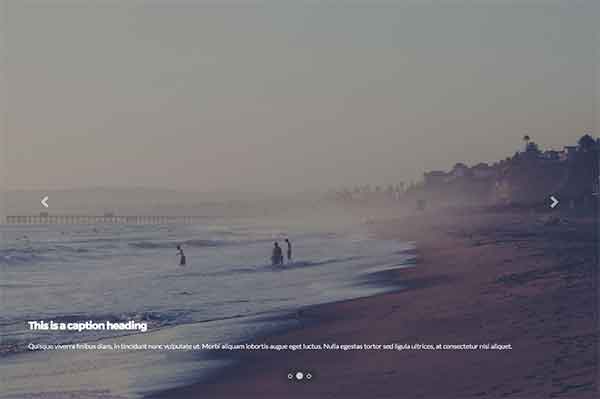 This is a caption heading
Quisque viverra finibus diam, in tincidunt nunc vulputate ut. Morbi aliquam lobortis augue eget luctus. Nulla egestas tortor sed ligula ultrices, at consectetur nisi aliquet.